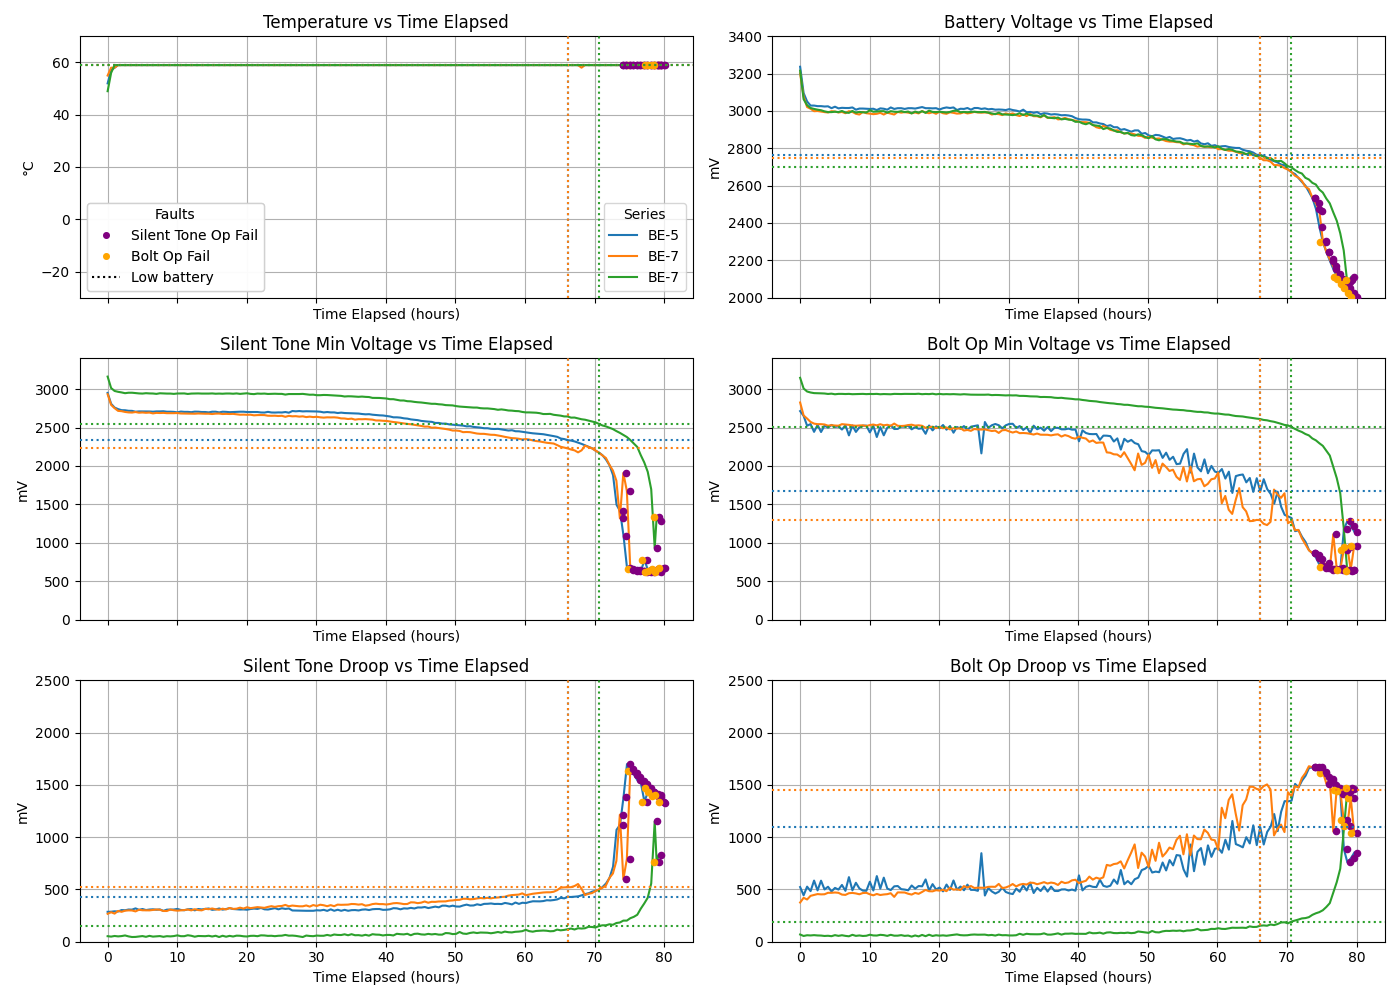 Temperature vs Time Elapsed
60
40
20
0
−20
°C
Faults
Silent Tone Op Fail
Bolt Op Fail
Low battery
Series
BE-5
BE-7
BE-7
Time Elapsed (hours)
Battery Voltage vs Time Elapsed
3400
3200
3000
2800
2600
2400
2200
2000
mV
Time Elapsed (hours)
Silent Tone Min Voltage vs Time Elapsed
3000
2500
2000
1500
1000
500
0
mV
Time Elapsed (hours)
Bolt Op Min Voltage vs Time Elapsed
3000
2500
2000
1500
1000
500
0
mV
Time Elapsed (hours)
Silent Tone Droop vs Time Elapsed
2500
2000
1500
1000
500
0
mV
0 10 20 30 40 50 60 70 80
Time Elapsed (hours)
Bolt Op Droop vs Time Elapsed
2500
2000
1500
1000
500
0
mV
0 10 20 30 40 50 60 70 80
Time Elapsed (hours)